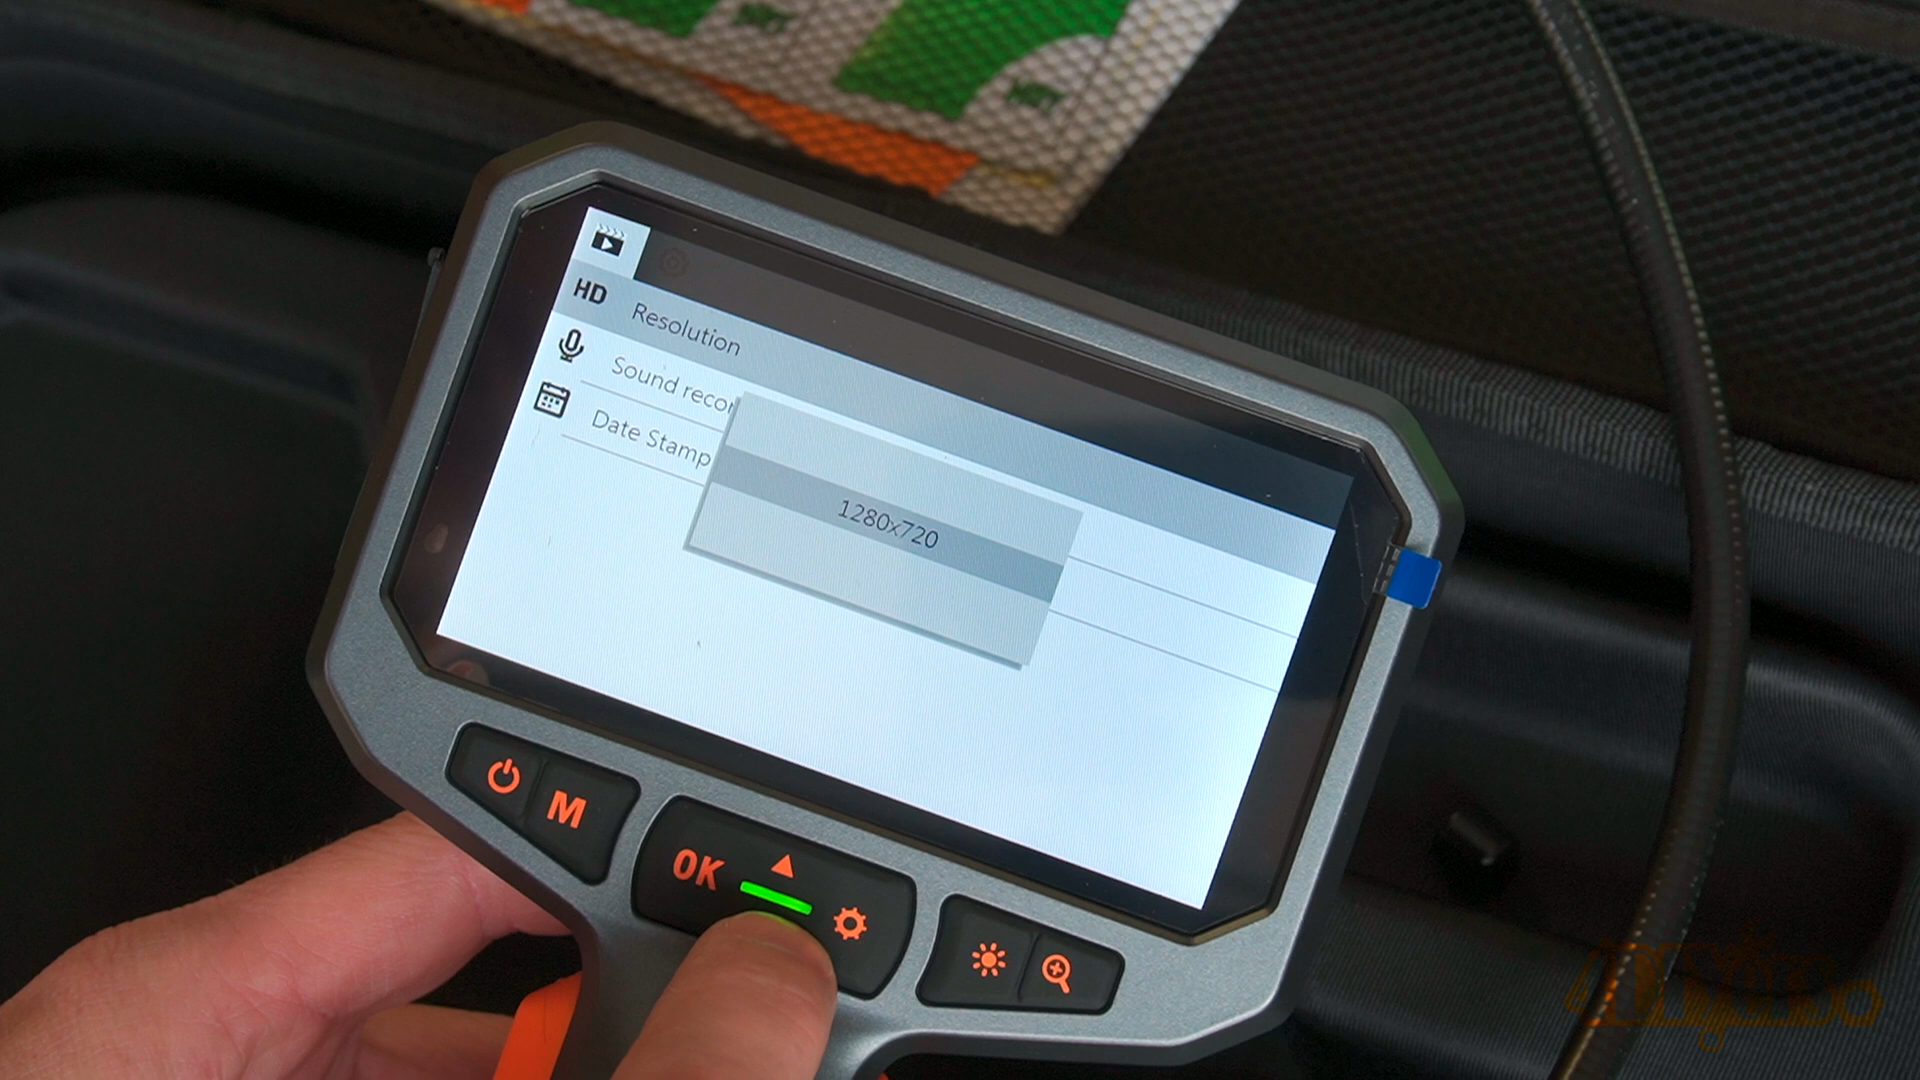 HD Resolution
Sound recor
Date Stamp
1280x720
M
OK